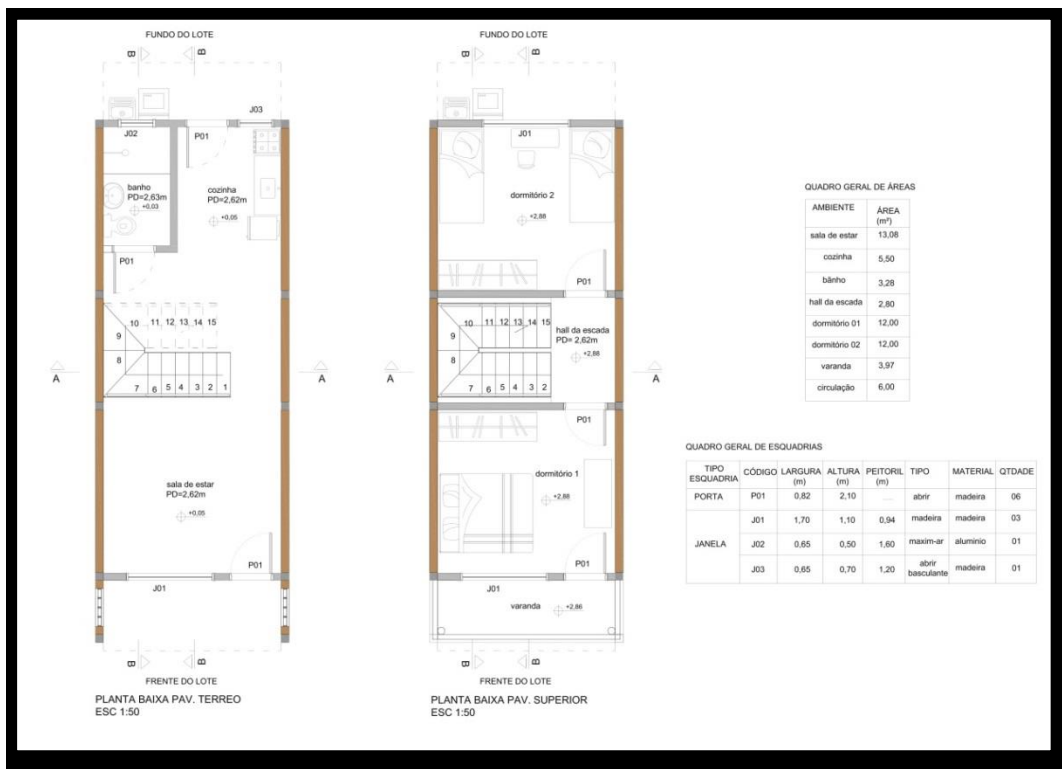 FUNDO DO LOTE
B B
J03
J02
P01
banho
PD=2,63m
+0,03
cozinha
PD=2,62m
+0,05
P01
10 11 12 13 14 15
9
8
7 6 5 4 3 2 1
A A
sala de estar
PD=2,62m
+0,05
P01
J01
B B
FRENTE DO LOTE
PLANTA BAIXA PAV. TERREO
ESC 1:50
FUNDO DO LOTE
B B
J01
dormitório 2
+2,88
P01
10 11 12 13 14 15
9
8
7 6 5 4 3 2
hall da escada
PD= 2,62m
+2,88
A A
P01
dormitório 1
+2,88
P01
J01
varanda +2,86
B B
FRENTE DO LOTE
PLANTA BAIXA PAV. SUPERIOR
ESC 1:50
QUADRO GERAL DE ÁREAS
AMBIENTE ÁREA
(m²)
sala de estar 13,08
cozinha 5,50
bãnho 3,28
hall da escada 2,80
dormitório 01 12,00
dormitório 02 12,00
varanda 3,97
circulação 6,00
QUADRO GERAL DE ESQUADRIAS
TIPO ESQUADRIA CÓDIGO LARGURA (m) ALTURA (m) PEITORIL (m) TIPO MATERIAL QTDADE
PORTA P01 0,82 2,10 .... abrir madeira 06
J01 1,70 1,10 0,94 madeira madeira 03
JANELA J02 0,65 0,50 1,60 maxim-ar aluminio 01
J03 0,65 0,70 1,20 abrir basculante madeira 01